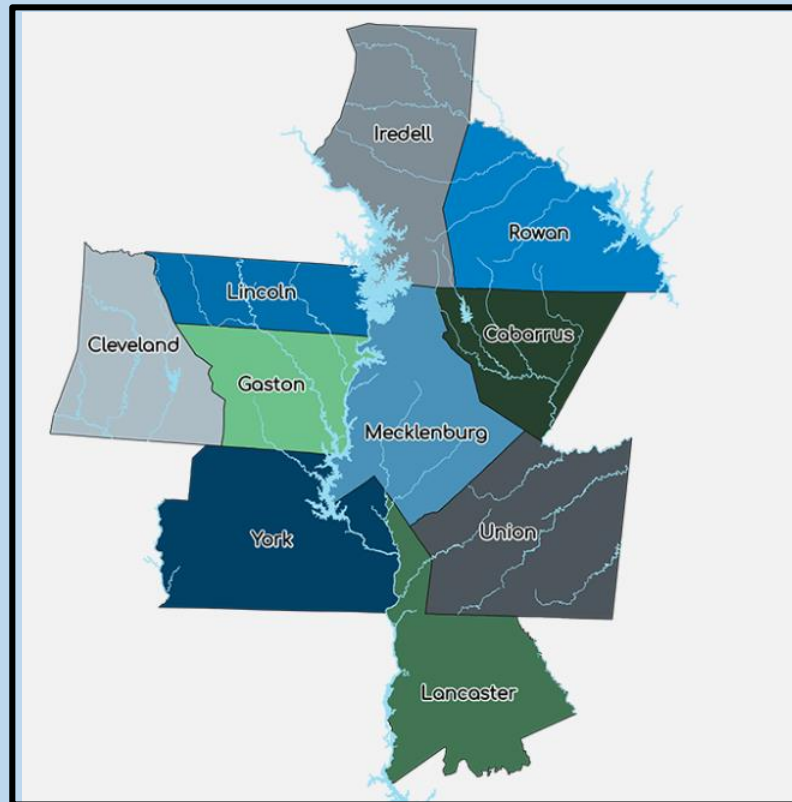 Iredell
Rowan
Lincoln
Cleveland
Cabarrus
Gaston
Mecklenburg
York
Union
Lancaster